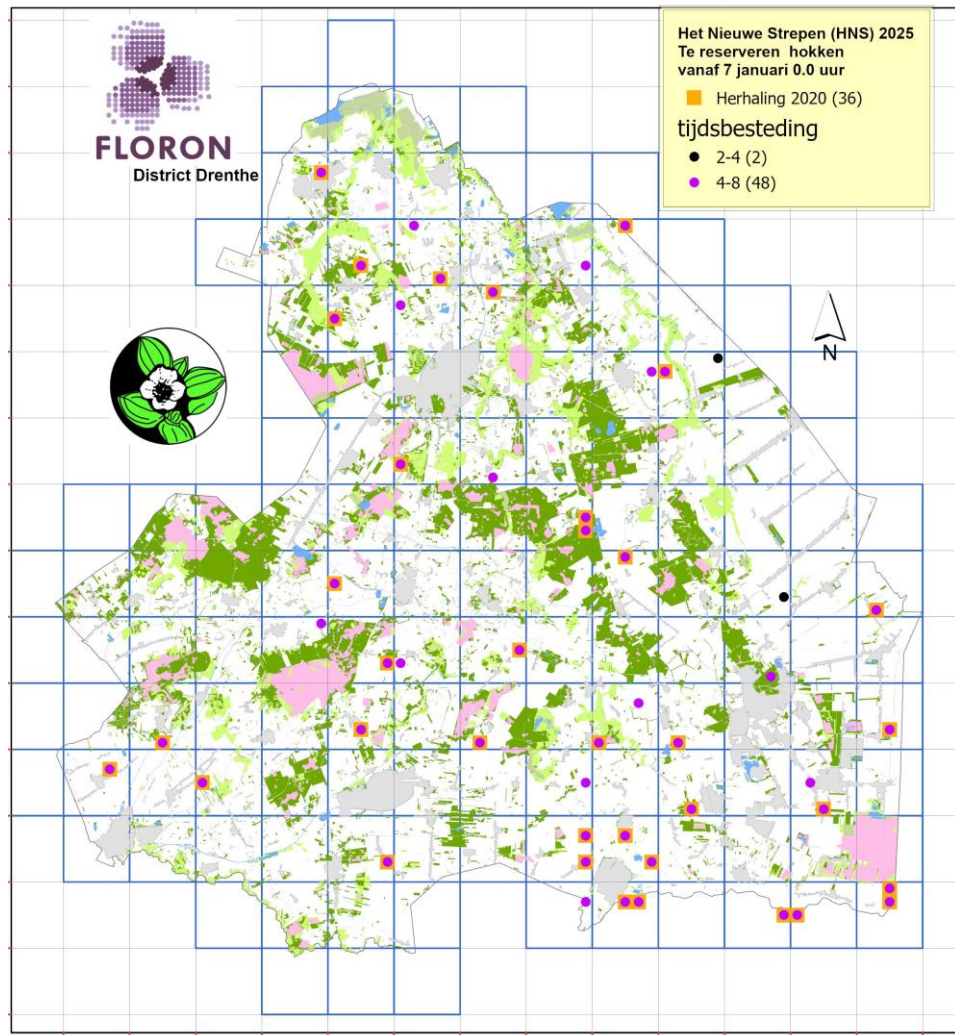 FLORON
District Drenthe
Het Nieuwe Strepen (HNS) 2025
Te reserveren hokken
vanaf 7 januari 0.0 uur
Herhaling 2020 (36)
tijdsbesteding
2-4 (2)
4-8 (48)
N